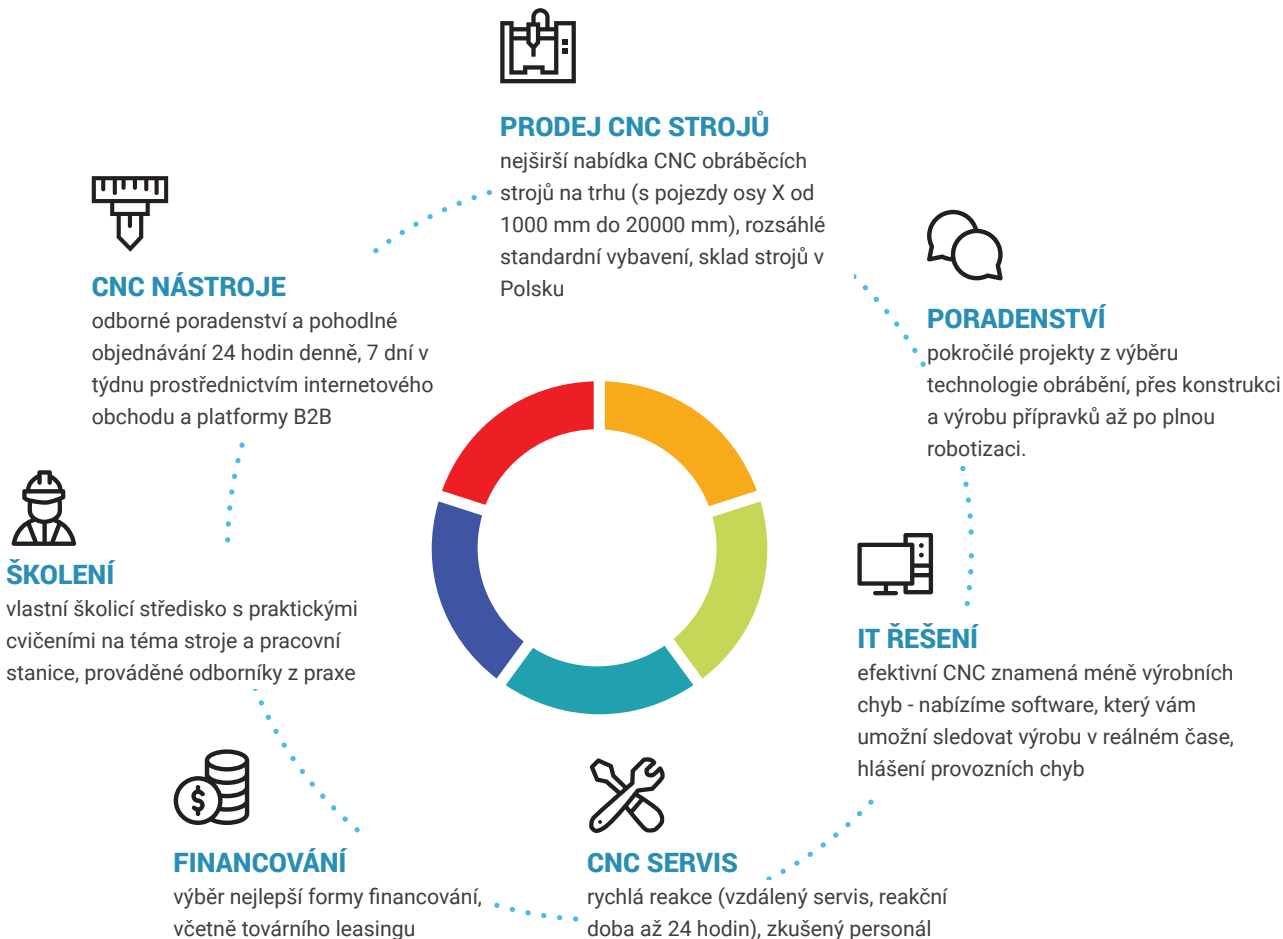 PRODEJ CNC STROJŮ
nejširší nabídka CNC obráběcích
strojů na trhu (s pojezdy osy X od
1000 mm do 20000 mm), rozsáhlé
standardní vybavení, sklad strojů v
Polsku
CNC NÁSTROJE
odborné poradenství a pohodlné
objednávání 24 hodin denně, 7 dní v
týdnu prostřednictvím internetového
obchodu a platformy B2B
PORADENSTVÍ
pokročilé projekty z výběru
technologie obrábění, přes konstrukci
a výrobu přípravků až po plnou
robotizaci.
ŠKOLENÍ
vlastní školicí středisko s praktickými
cvičeními na téma stroje a pracovní
stanice, prováděné odborníky z praxe
IT ŘEŠENÍ
efektivní CNC znamená méně výrobních
chyb - nabízíme software, který vám
umožní sledovat výrobu v reálném čase,
hlášení provozních chyb
$
FINANCOVÁNÍ
výběr nejlepší formy financování,
včetně továrního leasingu
CNC SERVIS
rychlá reakce (vzdálený servis, reakční
doba až 24 hodin), zkušený personál